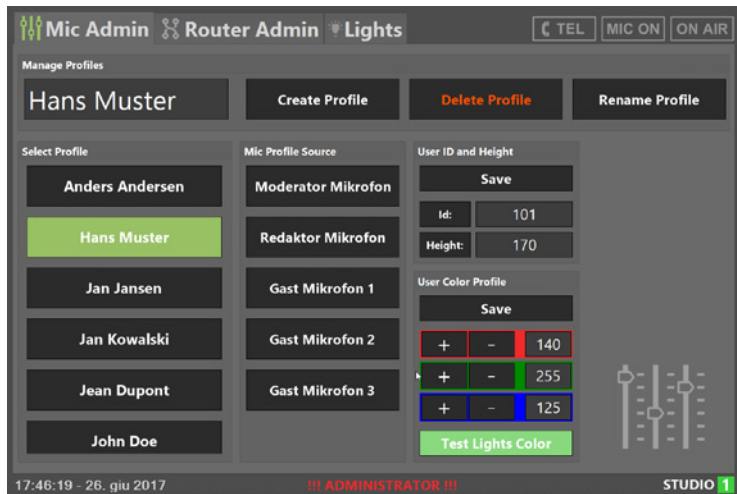 Mic Admin Router Admin Lights TEL MIC ON ON AIR
Manage Profiles
Hans Muster Create Profile Delete Profile Rename Profile
Select Profile
Anders Andersen
Hans Muster
Jan Jansen
Jan Kowalski
Jean Dupont
John Doe
Mic Profile Source
Moderator Mikrofon
Redaktor Mikrofon
Gast Mikrofon 1
Gast Mikrofon 2
Gast Mikrofon 3
User ID and Height
Save
Id: 101
Height: 170
User Color Profile
Save
+ - 140
+ - 255
+ - 125
Test Lights Color
17:46:19 - 26. giu 2017 !!! ADMINISTRATOR !!! STUDIO 1